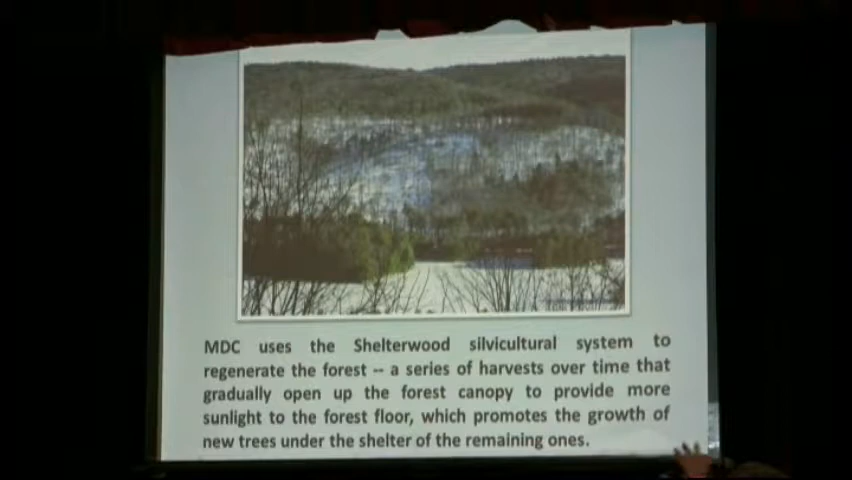 MDC uses the Shelterwood silvicultural system to
regenerate the forest -- a series of harvests over time that
gradually open up the forest canopy to provide more
sunlight to the forest floor, which promotes the growth of
new trees under the shelter of the remaining ones.